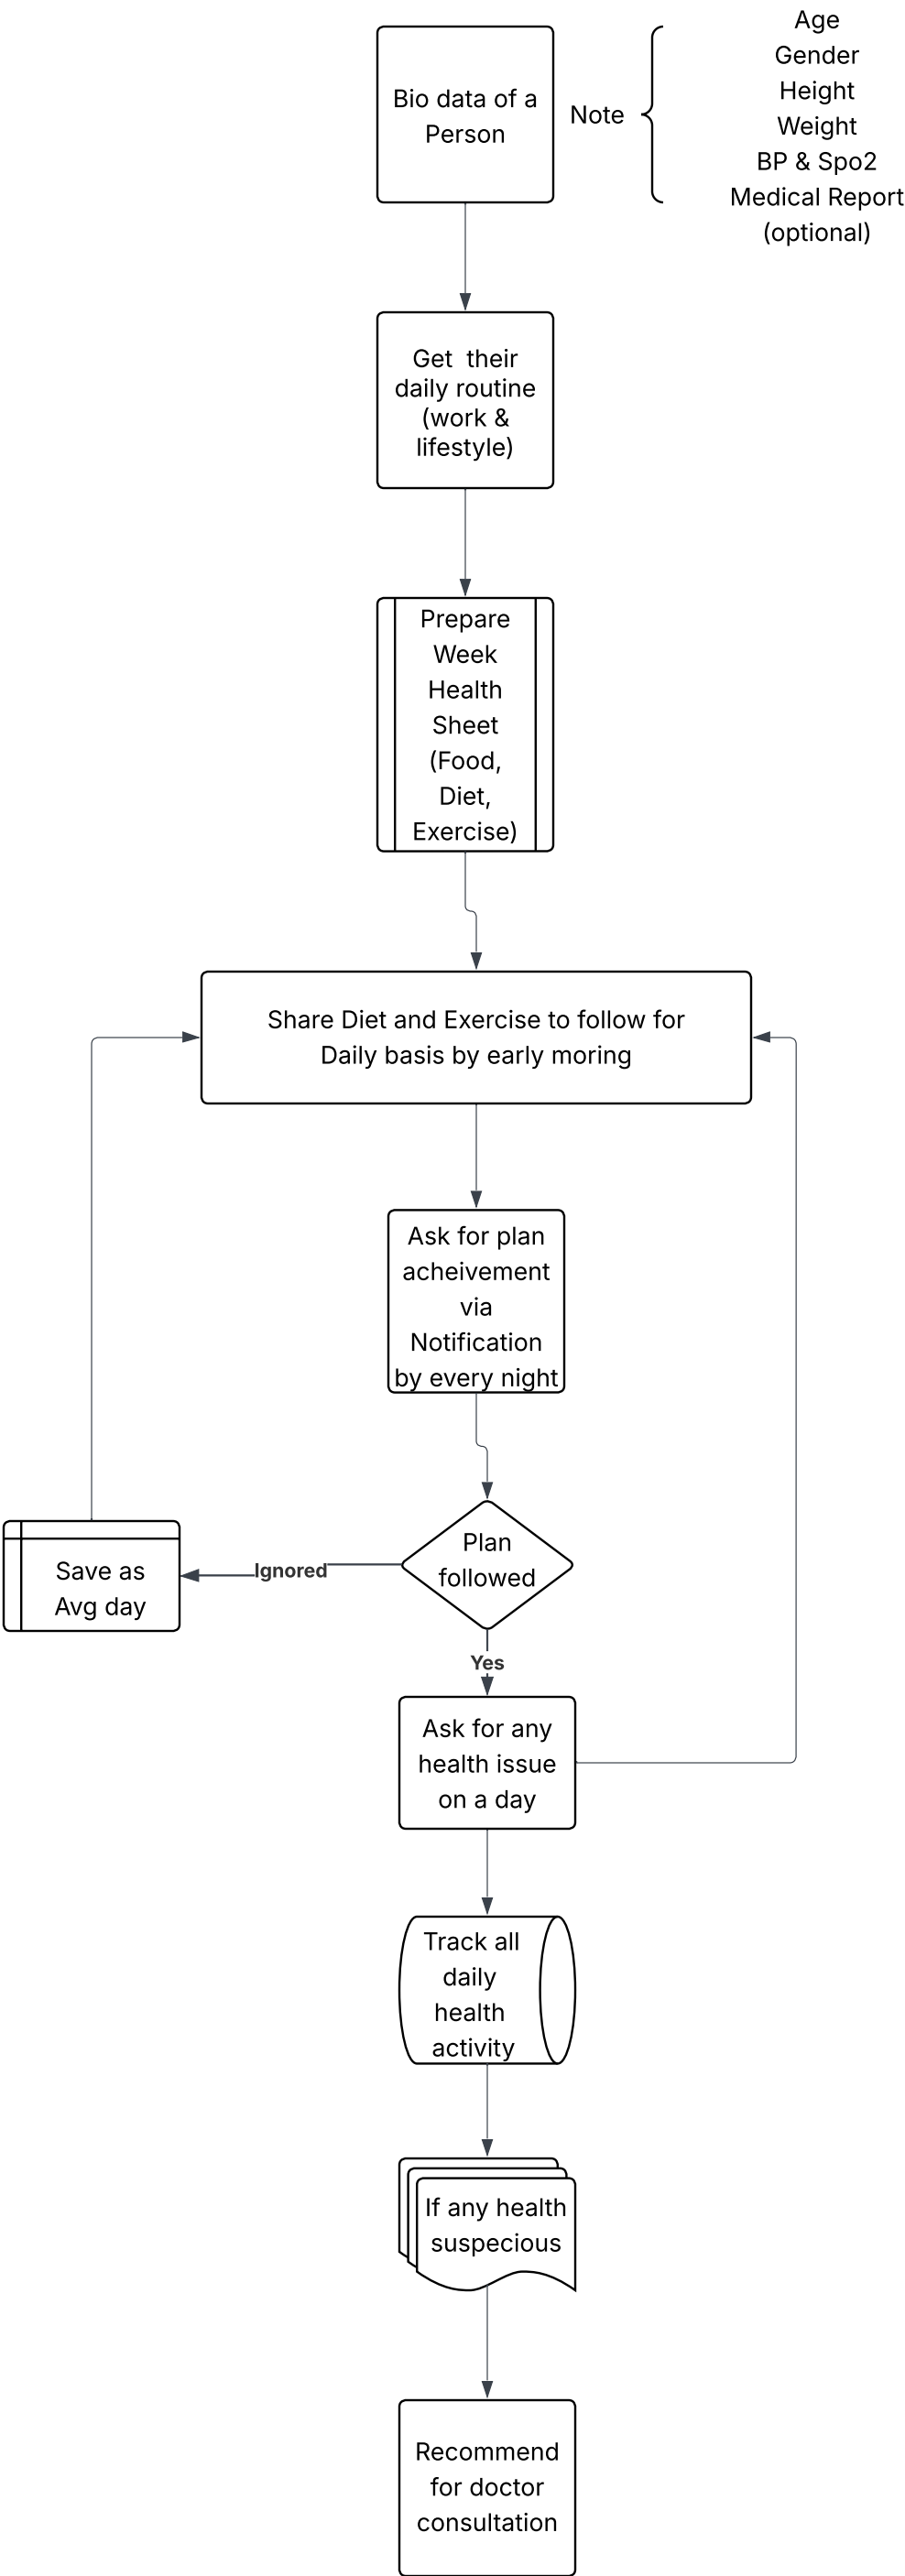 Bio data of a
Person
Note
Age
Gender
Height
Weight
BP & Spo2
Medical Report
(optional)
Get  their
daily routine
(work &
lifestyle)
Prepare
Week
Health
Sheet
(Food,
Diet,
Exercise)
Share Diet and Exercise to follow for
Daily basis by early moring
Ask for plan
acheivement
via
Notification
by every night
Plan
followed
Ignored
Save as
Avg day
Yes
Ask for any
health issue
on a day
Track all
daily
health
activity
If any health
suspecious
Recommend
for doctor
consultation